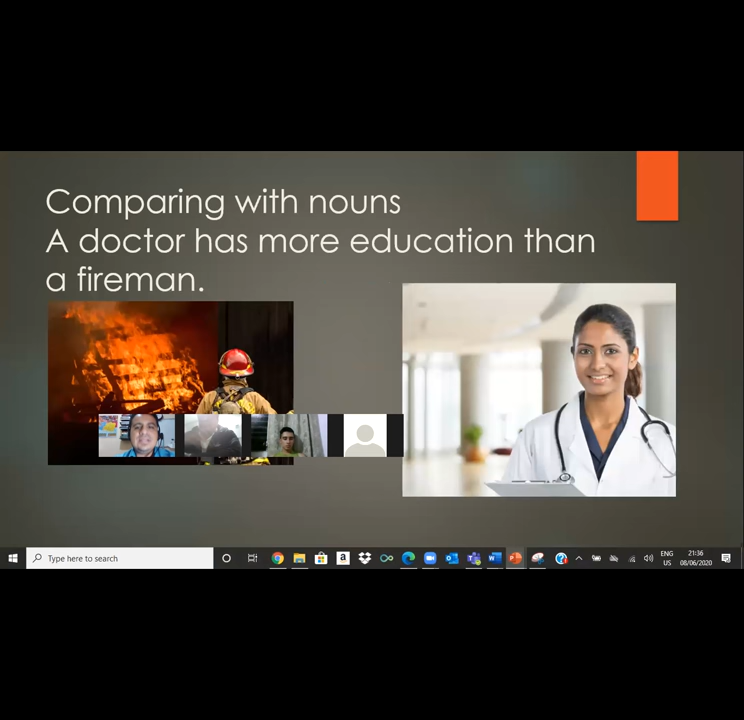 Comparing with nouns
A doctor has more education than
a fireman.
Type here to search
ENG
US
21:36
08/06/2020